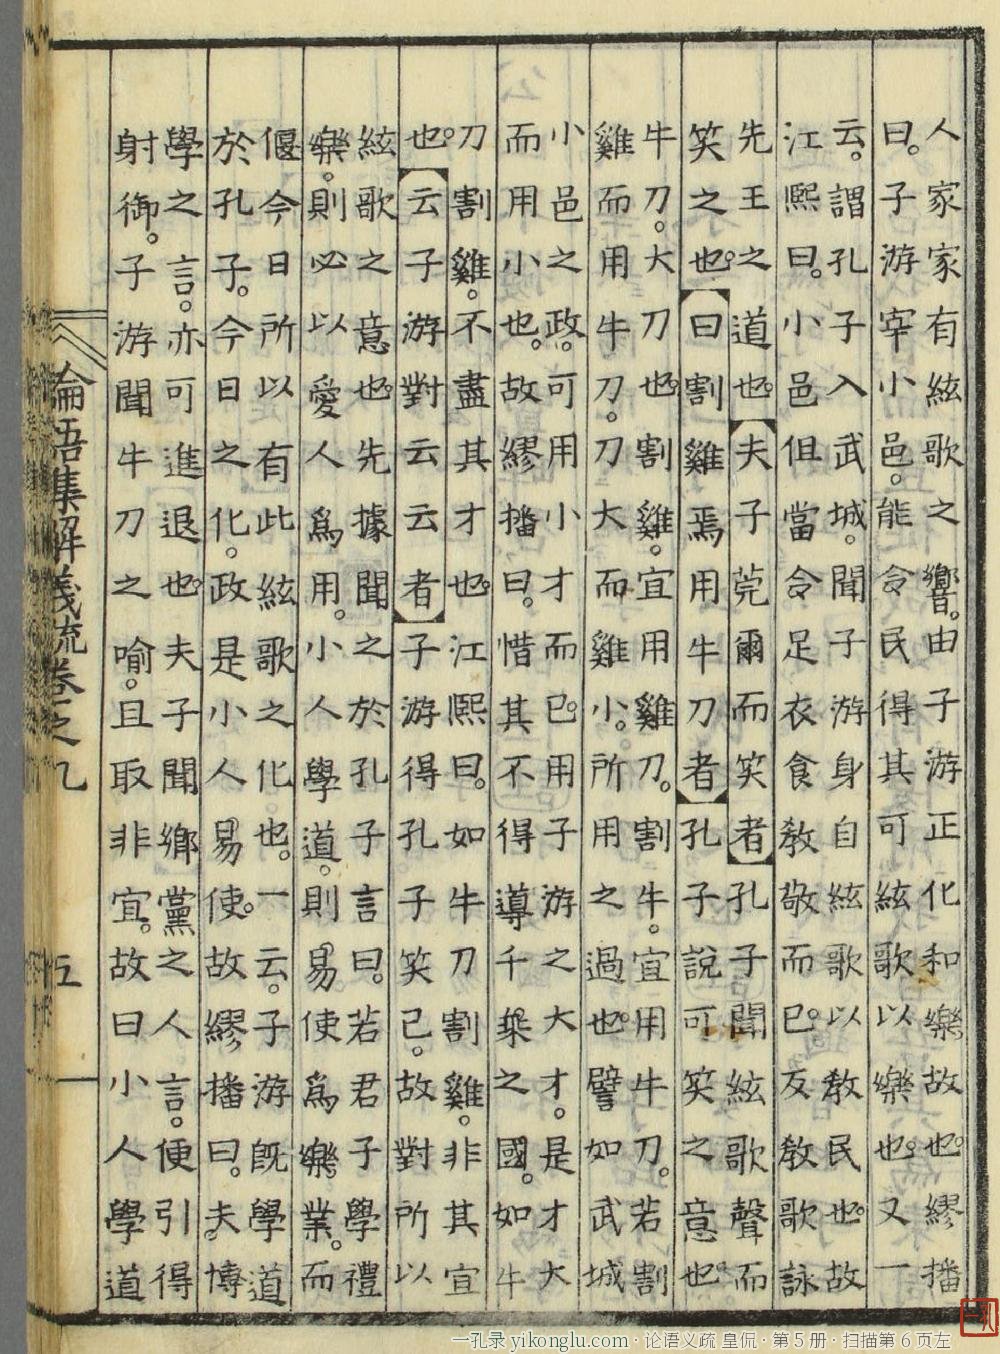 人家家有絃歌之響。由子游正化和樂故也。繆播
曰。子游宰小邑。能令民得其可絃歌以樂也。又一
云。謂孔子入武城。聞子游身自絃歌以教民也。故
江熙曰。小邑但當令足衣食教敬而已。反教歌詠
先王之道也。夫子莞爾而笑者孔子聞絃歌聲而
笑之也。曰割雞焉用牛刀者孔子說可笑之意也。
牛刀。大刀也。割雞。宜用雞刀。割牛。宜用牛刀。若割
雞而用牛刀。刀大而雞小。所用之過也。譬如武城
小邑之政。可用小才而已。用子游之大才。是才大
而用小也。故繆播曰。惜其不得導千椉之國。如牛
刀割雞。不盡其才也。江熙曰。如牛刀割雞。非其宜
也。云子游對云云者子游得孔子笑己。故對所以
絃歌之意也。先據聞之於孔子言曰。若君子學禮
樂。則必以愛人爲用。小人學道。則易使爲樂業。而
偃今日所以有此絃歌之化也。一云。子游既學道
於孔子。今日之化。政是小人易使。故繆播曰。夫博
學之言。亦可進退也。夫子聞鄉黨之人言。便引得
射御。子游聞牛刀之喻。且取非宜。故曰小人學道
論語集解義疏卷之九
五
一孔录 yikonglu.com · 论语义疏 皇侃 · 第 5 册 · 扫描第 6 页左